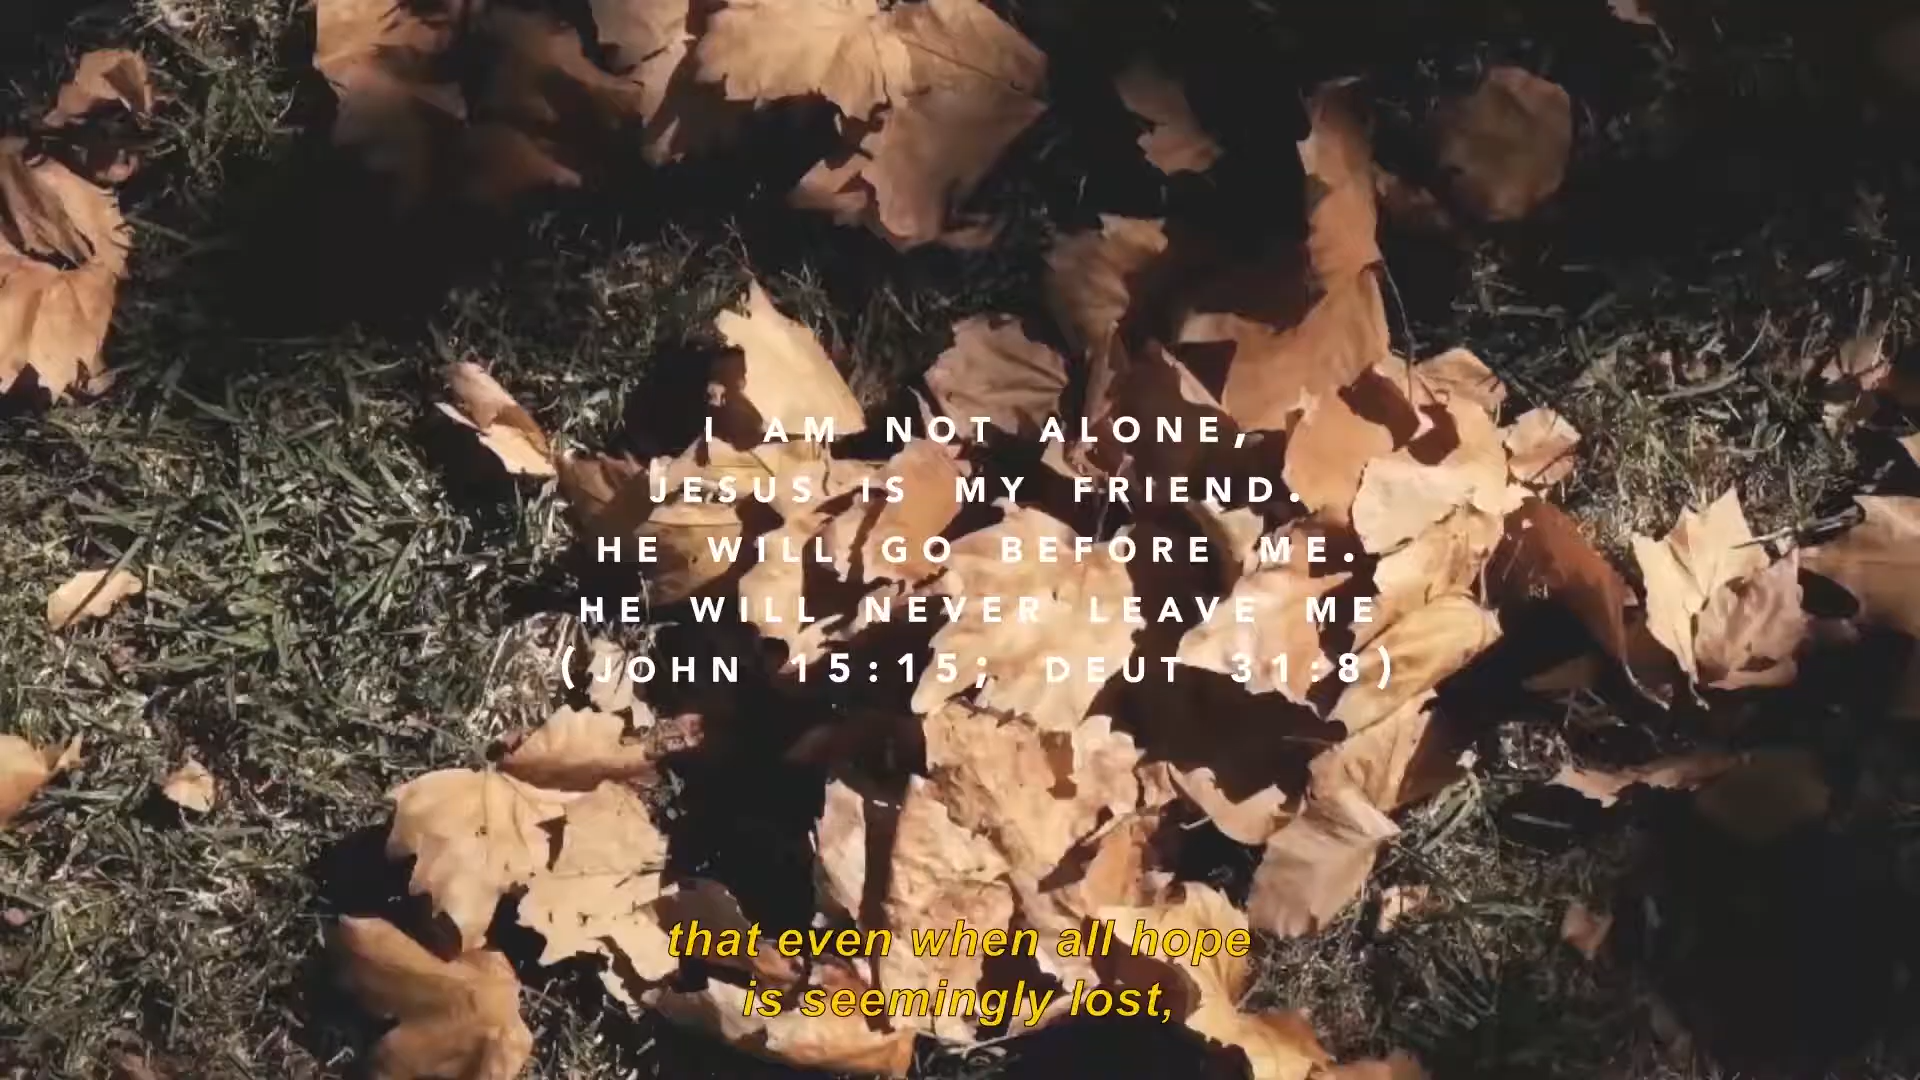 I AM NOT ALONE,
JESUS IS MY FRIEND.
HE WILL GO BEFORE ME.
HE WILL NEVER LEAVE ME
(JOHN 15:15; DEUT 31:8)
that even when all hope
is seemingly lost,